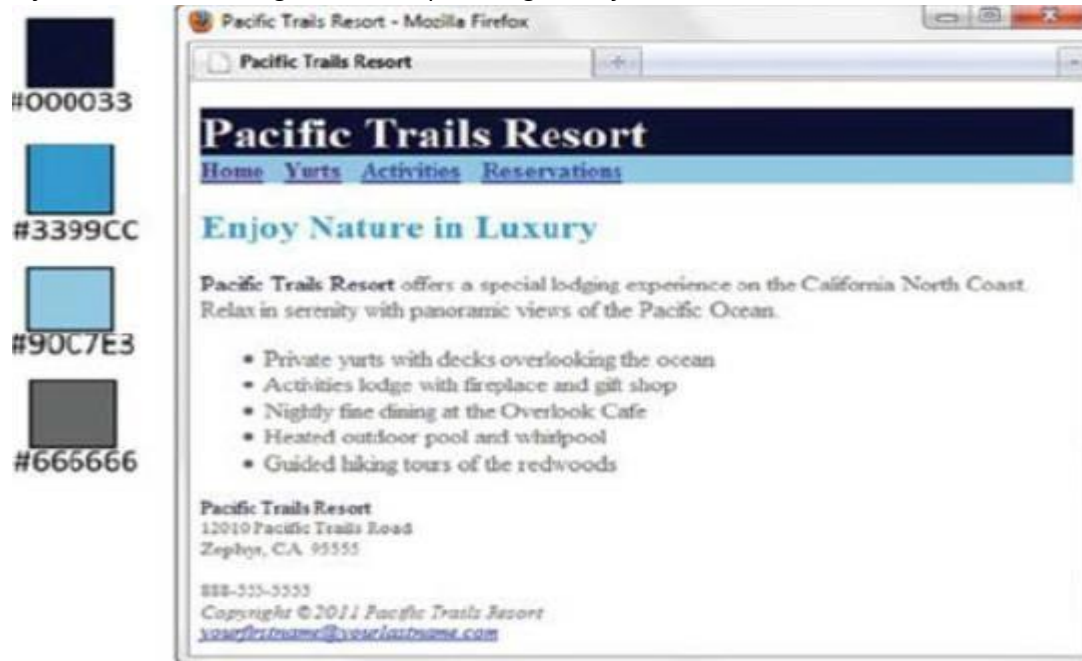 #000033
#3399CC
#90C7E3
#666666
Pacific Trails Resort - Mozilla Firefox
Pacific Trails Resort
Pacific Trails Resort
Home Yurts Activities Reservations
Enjoy Nature in Luxury
Pacific Trails Resort offers a special lodging experience on the California North Coast.
Relax in serenity with panoramic views of the Pacific Ocean.
• Private yurts with decks overlooking the ocean
• Activities lodge with fireplace and gift shop
• Nightly fine dining at the Overlook Cafe
• Heated outdoor pool and whirlpool
• Guided hiking tours of the redwoods
Pacific Trails Resort
12010 Pacific Trails Road
Zephyr, CA 95555
888-555-5555
Copyright © 2011 Pacific Trails Resort
yourfirstname@yourlastname.com